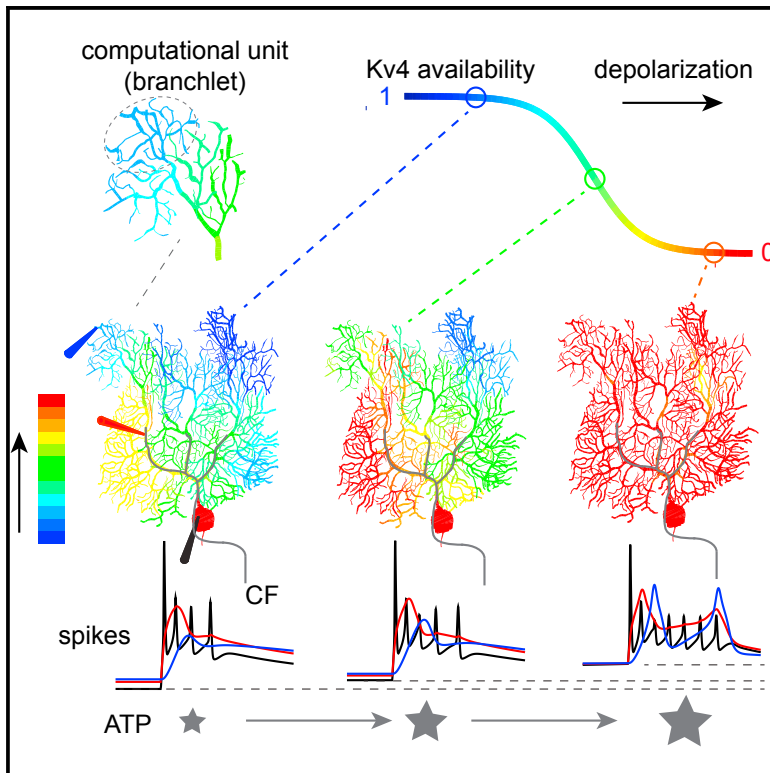 computational unit
(branchlet)
Kv4 availability
depolarization
1
0
CF
spikes
ATP